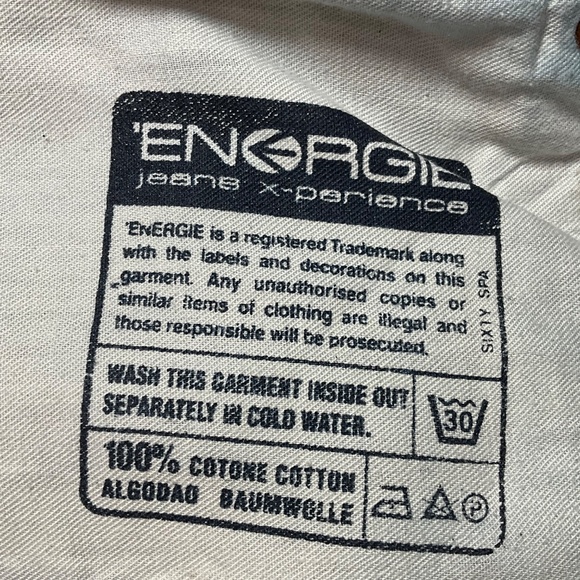 'ENERGIE
jeans x-perience
'ENERGIE is a registered Trademark along
with the labels and decorations on this
garment. Any unauthorised copies or
similar items of clothing are illegal and
those responsible will be prosecuted.
SIXTY SPA
WASH THIS GARMENT INSIDE OUT
SEPARATELY IN COLD WATER.
30
100% COTONE COTTON
ALGODAO BAUMWOLLE
P